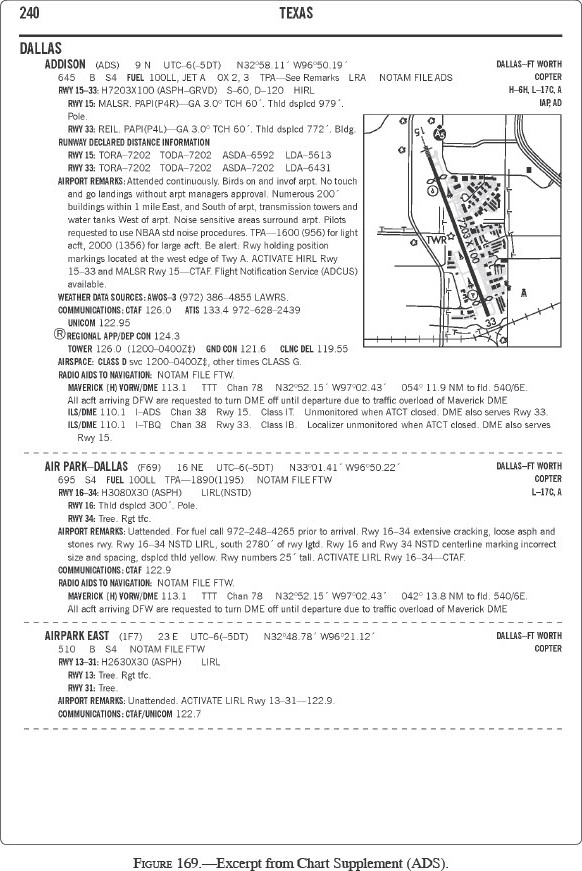 240 TEXAS
DALLAS
ADDISON (ADS) 9 N UTC–6(–5DT) N32°58.11´ W96°50.19´ DALLAS–FT WORTH
645 B S4 FUEL 100LL, JET A OX 2, 3 TPA—See Remarks LRA NOTAM FILE ADS COPTER
RWY 15–33: H7203X100 (ASPH–GRVD) S–60, D–120 HIRL H–6H, L–17C, A
RWY 15: MALSR. PAPI(P4R)—GA 3.0° TCH 60´. Thld dsplcd 979´. IAP, AD
Pole.
RWY 33: REIL. PAPI(P4L)—GA 3.0° TCH 60´. Thld dsplcd 772´. Bldg.
RUNWAY DECLARED DISTANCE INFORMATION
RWY 15: TORA–7202 TODA–7202 ASDA–6592 LDA–5613
RWY 33: TORA–7202 TODA–7202 ASDA–7202 LDA–6431
AIRPORT REMARKS: Attended continuously. Birds on and invof arpt. No touch
and go landings without arpt managers approval. Numerous 200´
buildings within 1 mile East, and South of arpt, transmission towers and
water tanks West of arpt. Noise sensitive areas surround arpt. Pilots
requested to use NBAA std noise procedures. TPA—1600 (956) for light
acft, 2000 (1356) for large acft. Be alert: Rwy holding position
markings located at the west edge of Twy A. ACTIVATE HIRL Rwy
15–33 and MALSR Rwy 15—CTAF. Flight Notification Service (ADCUS)
available.
WEATHER DATA SOURCES: AWOS–3 (972) 386–4855 LAWRS.
COMMUNICATIONS: CTAF 126.0 ATIS 133.4 972–628–2439
UNICOM 122.95
Ⓡ REGIONAL APP/DEP CON 124.3
TOWER 126.0 (1200–0400Z‡) GND CON 121.6 CLNC DEL 119.55
AIRSPACE: CLASS D svc 1200–0400Z‡, other times CLASS G.
RADIO AIDS TO NAVIGATION: NOTAM FILE FTW.
MAVERICK (H) VORW/DME 113.1 TTT Chan 78 N32°52.15´ W97°02.43´ 054° 11.9 NM to fld. 540/6E.
All acft arriving DFW are requested to turn DME off until departure due to traffic overload of Maverick DME
ILS/DME 110.1 I–ADS Chan 38 Rwy 15. Class IT. Unmonitored when ATCT closed. DME also serves Rwy 33.
ILS/DME 110.1 I–TBQ Chan 38 Rwy 33. Class IB. Localizer unmonitored when ATCT closed. DME also serves
Rwy 15.
15
7203 X 100
TWR
33
AIR PARK–DALLAS (F69) 16 NE UTC–6(–5DT) N33°01.41´ W96°50.22´ DALLAS–FT WORTH
695 S4 FUEL 100LL TPA—1890(1195) NOTAM FILE FTW COPTER
RWY 16–34: H3080X30 (ASPH) LIRL(NSTD) L–17C, A
RWY 16: Thld dsplcd 300´. Pole.
RWY 34: Tree. Rgt tfc.
AIRPORT REMARKS: Uattended. For fuel call 972–248–4265 prior to arrival. Rwy 16–34 extensive cracking, loose asph and
stones rwy. Rwy 16–34 NSTD LIRL, south 2780´ of rwy lgtd. Rwy 16 and Rwy 34 NSTD centerline marking incorrect
size and spacing, dsplcd thld yellow. Rwy numbers 25´ tall. ACTIVATE LIRL Rwy 16–34—CTAF.
COMMUNICATIONS: CTAF 122.9
RADIO AIDS TO NAVIGATION: NOTAM FILE FTW.
MAVERICK (H) VORW/DME 113.1 TTT Chan 78 N32°52.15´ W97°02.43´ 042° 13.8 NM to fld. 540/6E.
All acft arriving DFW are requested to turn DME off until departure due to traffic overload of Maverick DME
AIRPARK EAST (1F7) 23 E UTC–6(–5DT) N32°48.78´ W96°21.12´ DALLAS–FT WORTH
510 B S4 NOTAM FILE FTW COPTER
RWY 13–31: H2630X30 (ASPH) LIRL
RWY 13: Tree. Rgt tfc.
RWY 31: Tree.
AIRPORT REMARKS: Unattended. ACTIVATE LIRL Rwy 13–31—122.9.
COMMUNICATIONS: CTAF/UNICOM 122.7
FIGURE 169.—Excerpt from Chart Supplement (ADS).